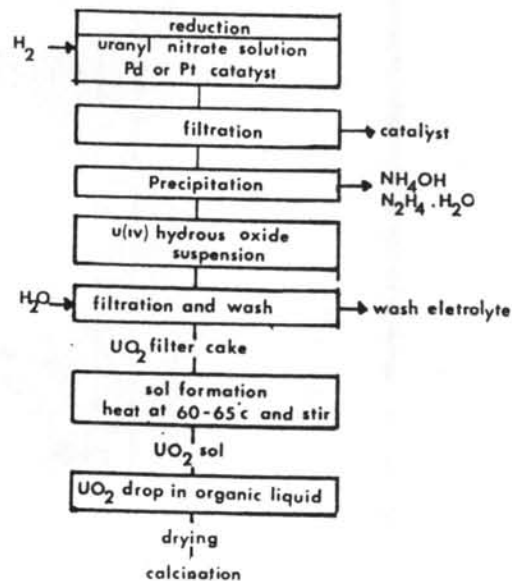 reduction
H2
uranyl nitrate solution
Pd or Pt catalyst
filtration
catalyst
Precipitation
NH4OH
N2H4 . H2O
u(iv) hydrous oxide
suspension
H2O
filtration and wash
wash eletrolyte
UO2 filter cake
sol formation
heat at 60-65°c and stir
UO2 sol
UO2 drop in organic liquid
drying
calcination